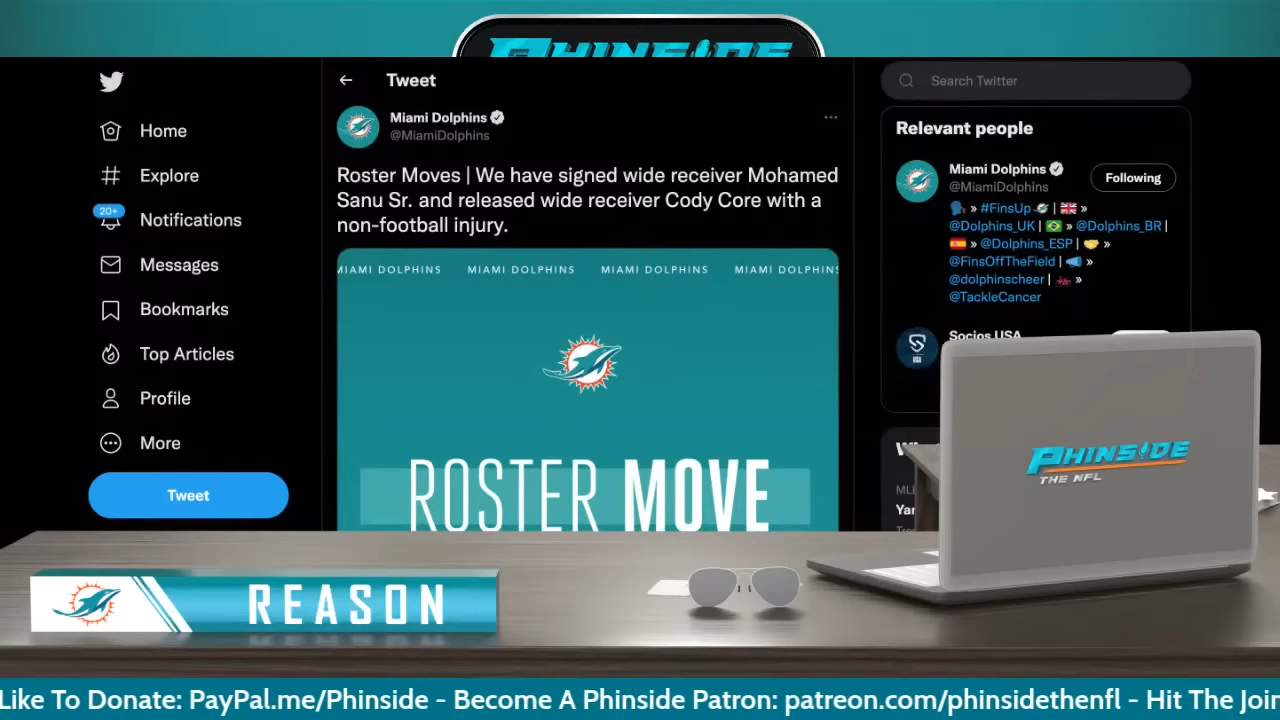 PHINSIDE
Home
Explore
20+
Notifications
Messages
Bookmarks
Top Articles
Profile
More
Tweet
Tweet
Miami Dolphins
@MiamiDolphins
Roster Moves | We have signed wide receiver Mohamed
Sanu Sr. and released wide receiver Cody Core with a
non-football injury.
MIAMI DOLPHINS MIAMI DOLPHINS MIAMI DOLPHINS MIAMI DOLPHINS
ROSTER MOVE
Search Twitter
Relevant people
Miami Dolphins
@MiamiDolphins
Following
» #FinsUp | »
@Dolphins_UK | » @Dolphins_BR |
» @Dolphins_ESP | »
@FinsOffTheField | »
@dolphinscheer | »
@TackleCancer
Socios USA
PHINSIDE
THE NFL
REASON
Like To Donate: PayPal.me/Phinside - Become A Phinside Patron: patreon.com/phinsidethenfl - Hit The Join